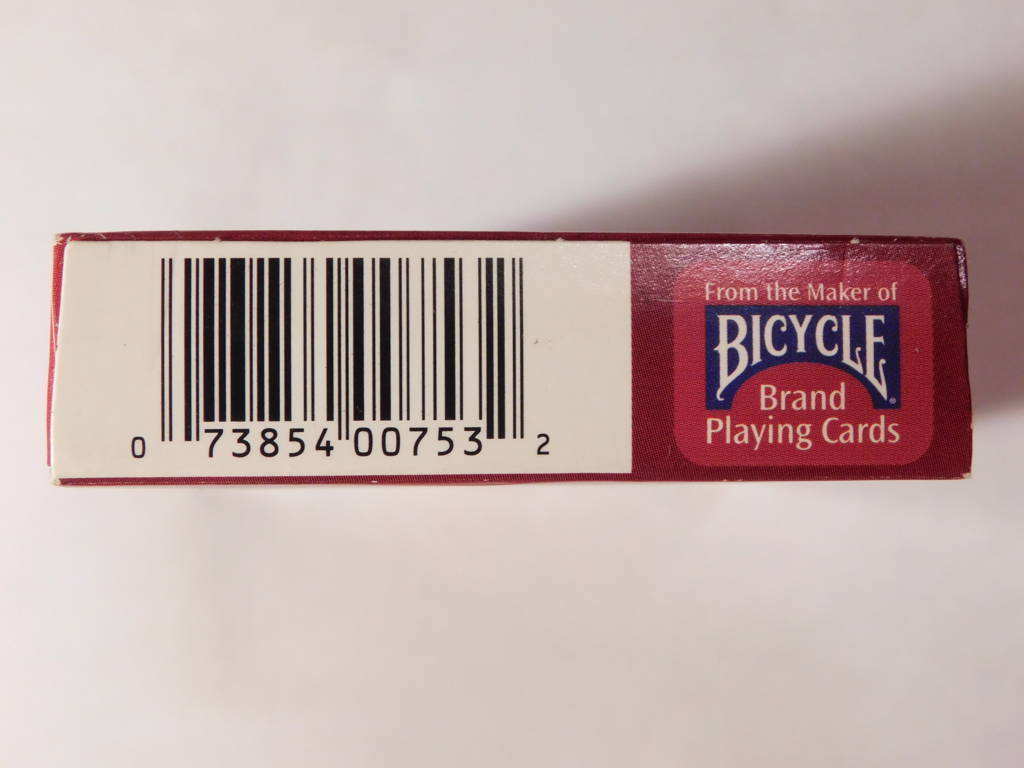 From the Maker of
BICYCLE®
Brand
Playing Cards
0 73854 00753 2